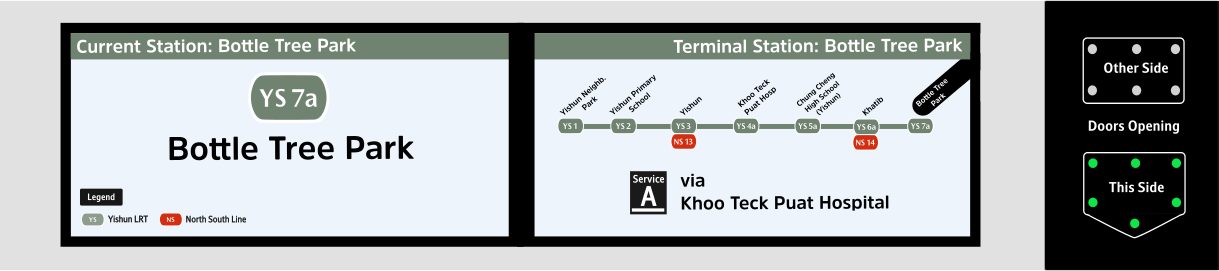 Current Station: Bottle Tree Park
YS 7a
Bottle Tree Park
Legend
YS Yishun LRT
NS North South Line
Terminal Station: Bottle Tree Park
Yishun Neighb.
Park
Yishun Primary
School
Yishun
Khoo Teck
Puat Hosp
Chung Cheng
High School
(Yishun)
Khatib
Bottle Tree
Park
YS 1
YS 2
YS 3
YS 4a
YS 5a
YS 6a
YS 7a
NS 13
NS 14
Service
A
via
Khoo Teck Puat Hospital
Other Side
Doors Opening
This Side